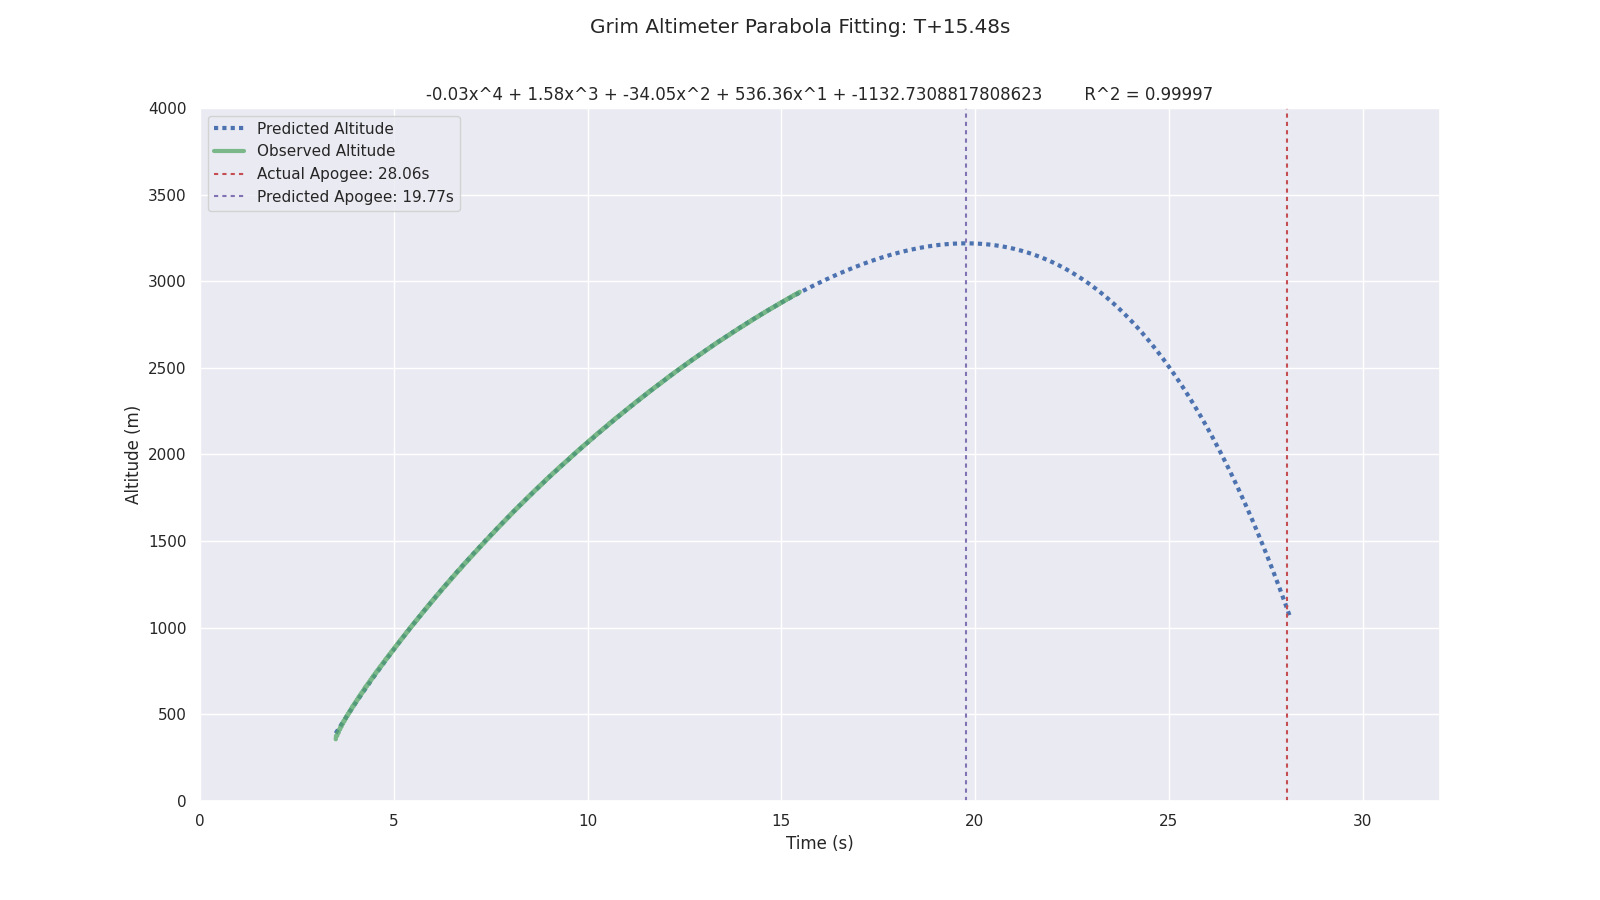 Grim Altimeter Parabola Fitting: T+15.48s
-0.03x^4 + 1.58x^3 + -34.05x^2 + 536.36x^1 + -1132.7308817808623 R^2 = 0.99997
Predicted Altitude
Observed Altitude
Actual Apogee: 28.06s
Predicted Apogee: 19.77s
4000
3500
3000
2500
2000
1500
1000
500
0
Altitude (m)
0 5 10 15 20 25 30
Time (s)